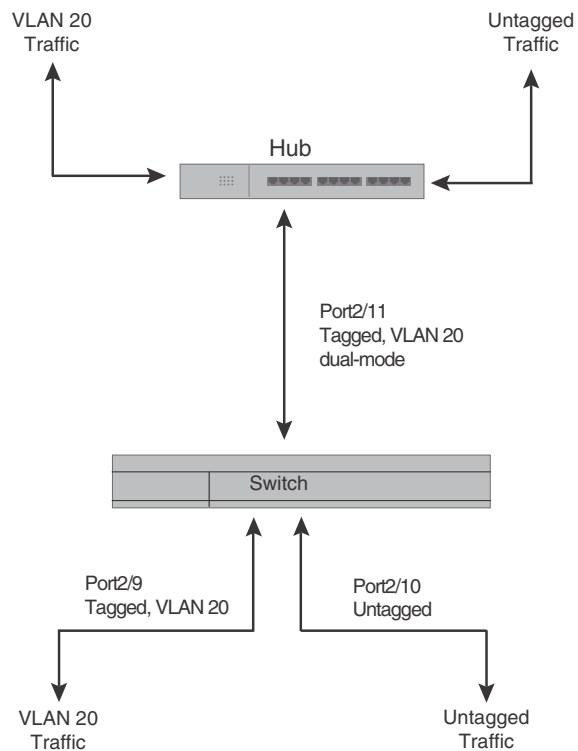 VLAN 20
Traffic
Untagged
Traffic
Hub
Port2/11
Tagged, VLAN 20
dual-mode
Switch
Port2/9
Tagged, VLAN 20
Port2/10
Untagged
VLAN 20
Traffic
Untagged
Traffic